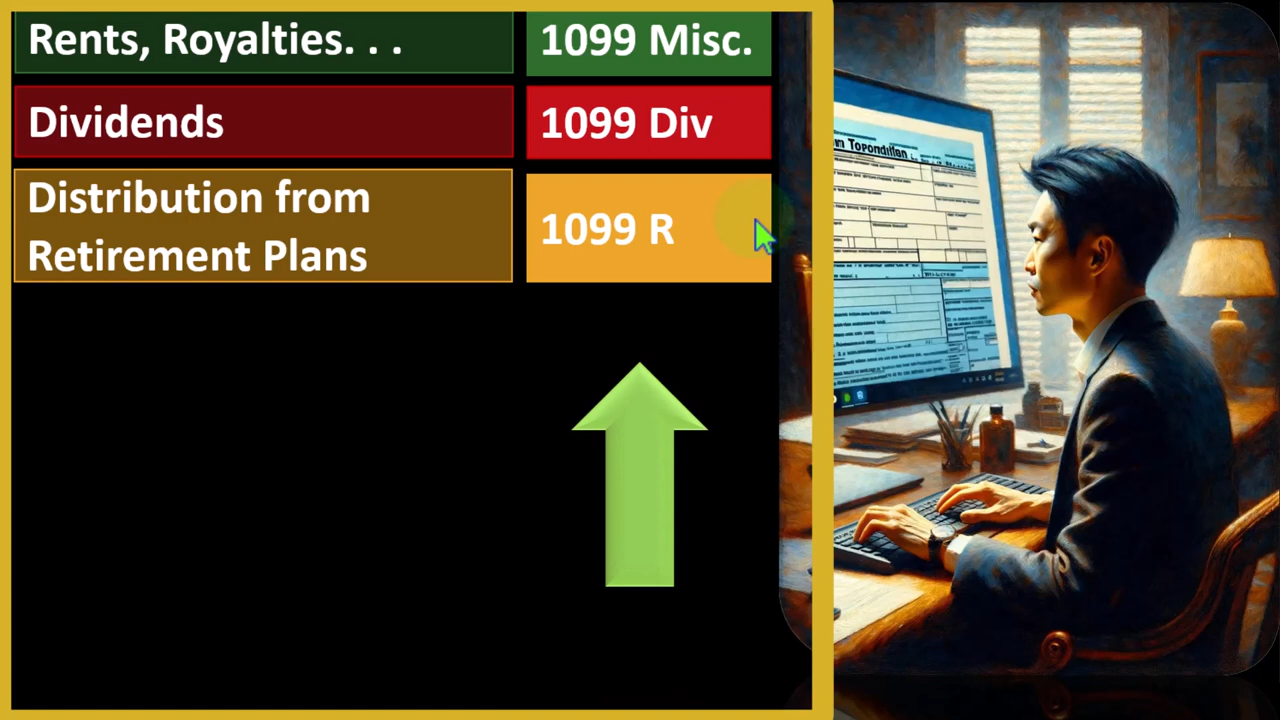 Rents, Royalties. . .
1099 Misc.
Dividends
1099 Div
Distribution from
Retirement Plans
1099 R